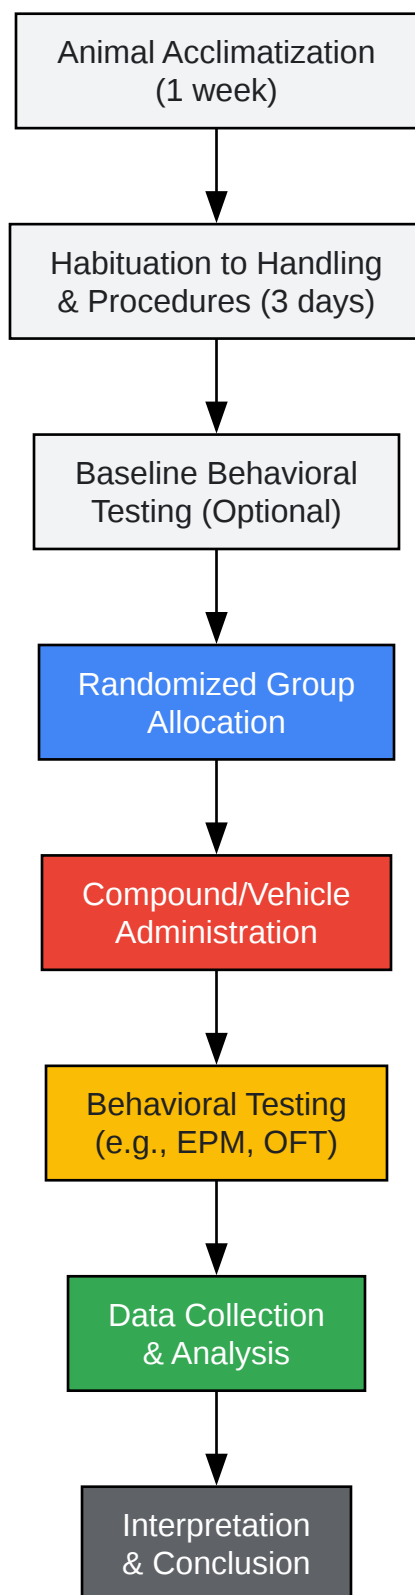 Animal Acclimatization
(1 week)
Habituation to Handling
& Procedures (3 days)
Baseline Behavioral
Testing (Optional)
Randomized Group
Allocation
Compound/Vehicle
Administration
Behavioral Testing
(e.g., EPM, OFT)
Data Collection
& Analysis
Interpretation
& Conclusion